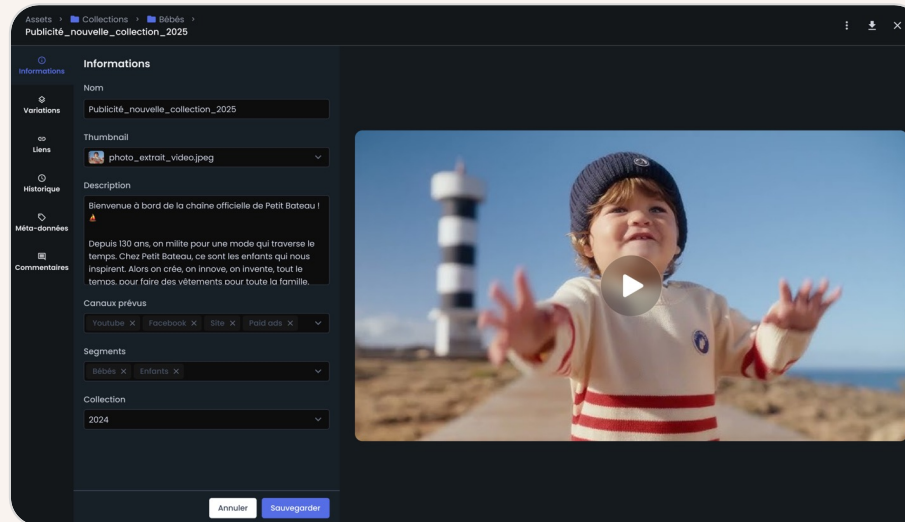 Assets > Collections > Bébés >
Publicité_nouvelle_collection_2025
Informations
Variations
Liens
Historique
Méta-données
Commentaires
Informations
Nom
Publicité_nouvelle_collection_2025
Thumbnail
photo_extrait_video.jpeg
Description
Bienvenue à bord de la chaîne officielle de Petit Bateau !
Depuis 130 ans, on milite pour une mode qui traverse le
temps. Chez Petit Bateau, ce sont les enfants qui nous
inspirent. Alors on crée, on innove, on invente, tout le
temps, pour faire des vêtements pour toute la famille.
Canaux prévus
Youtube × Facebook × Site × Paid ads ×
Segments
Bébés × Enfants ×
Collection
2024
Annuler Sauvegarder